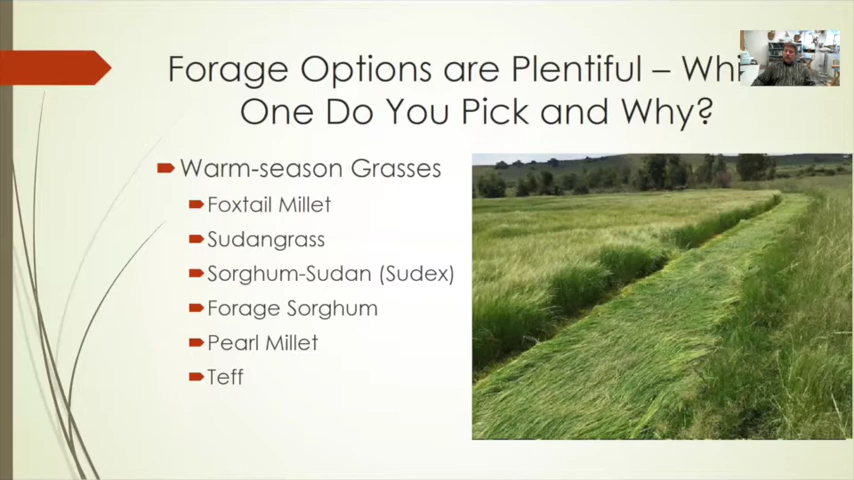 Forage Options are Plentiful – Whi
One Do You Pick and Why?
Warm-season Grasses
Foxtail Millet
Sudangrass
Sorghum-Sudan (Sudex)
Forage Sorghum
Pearl Millet
Teff